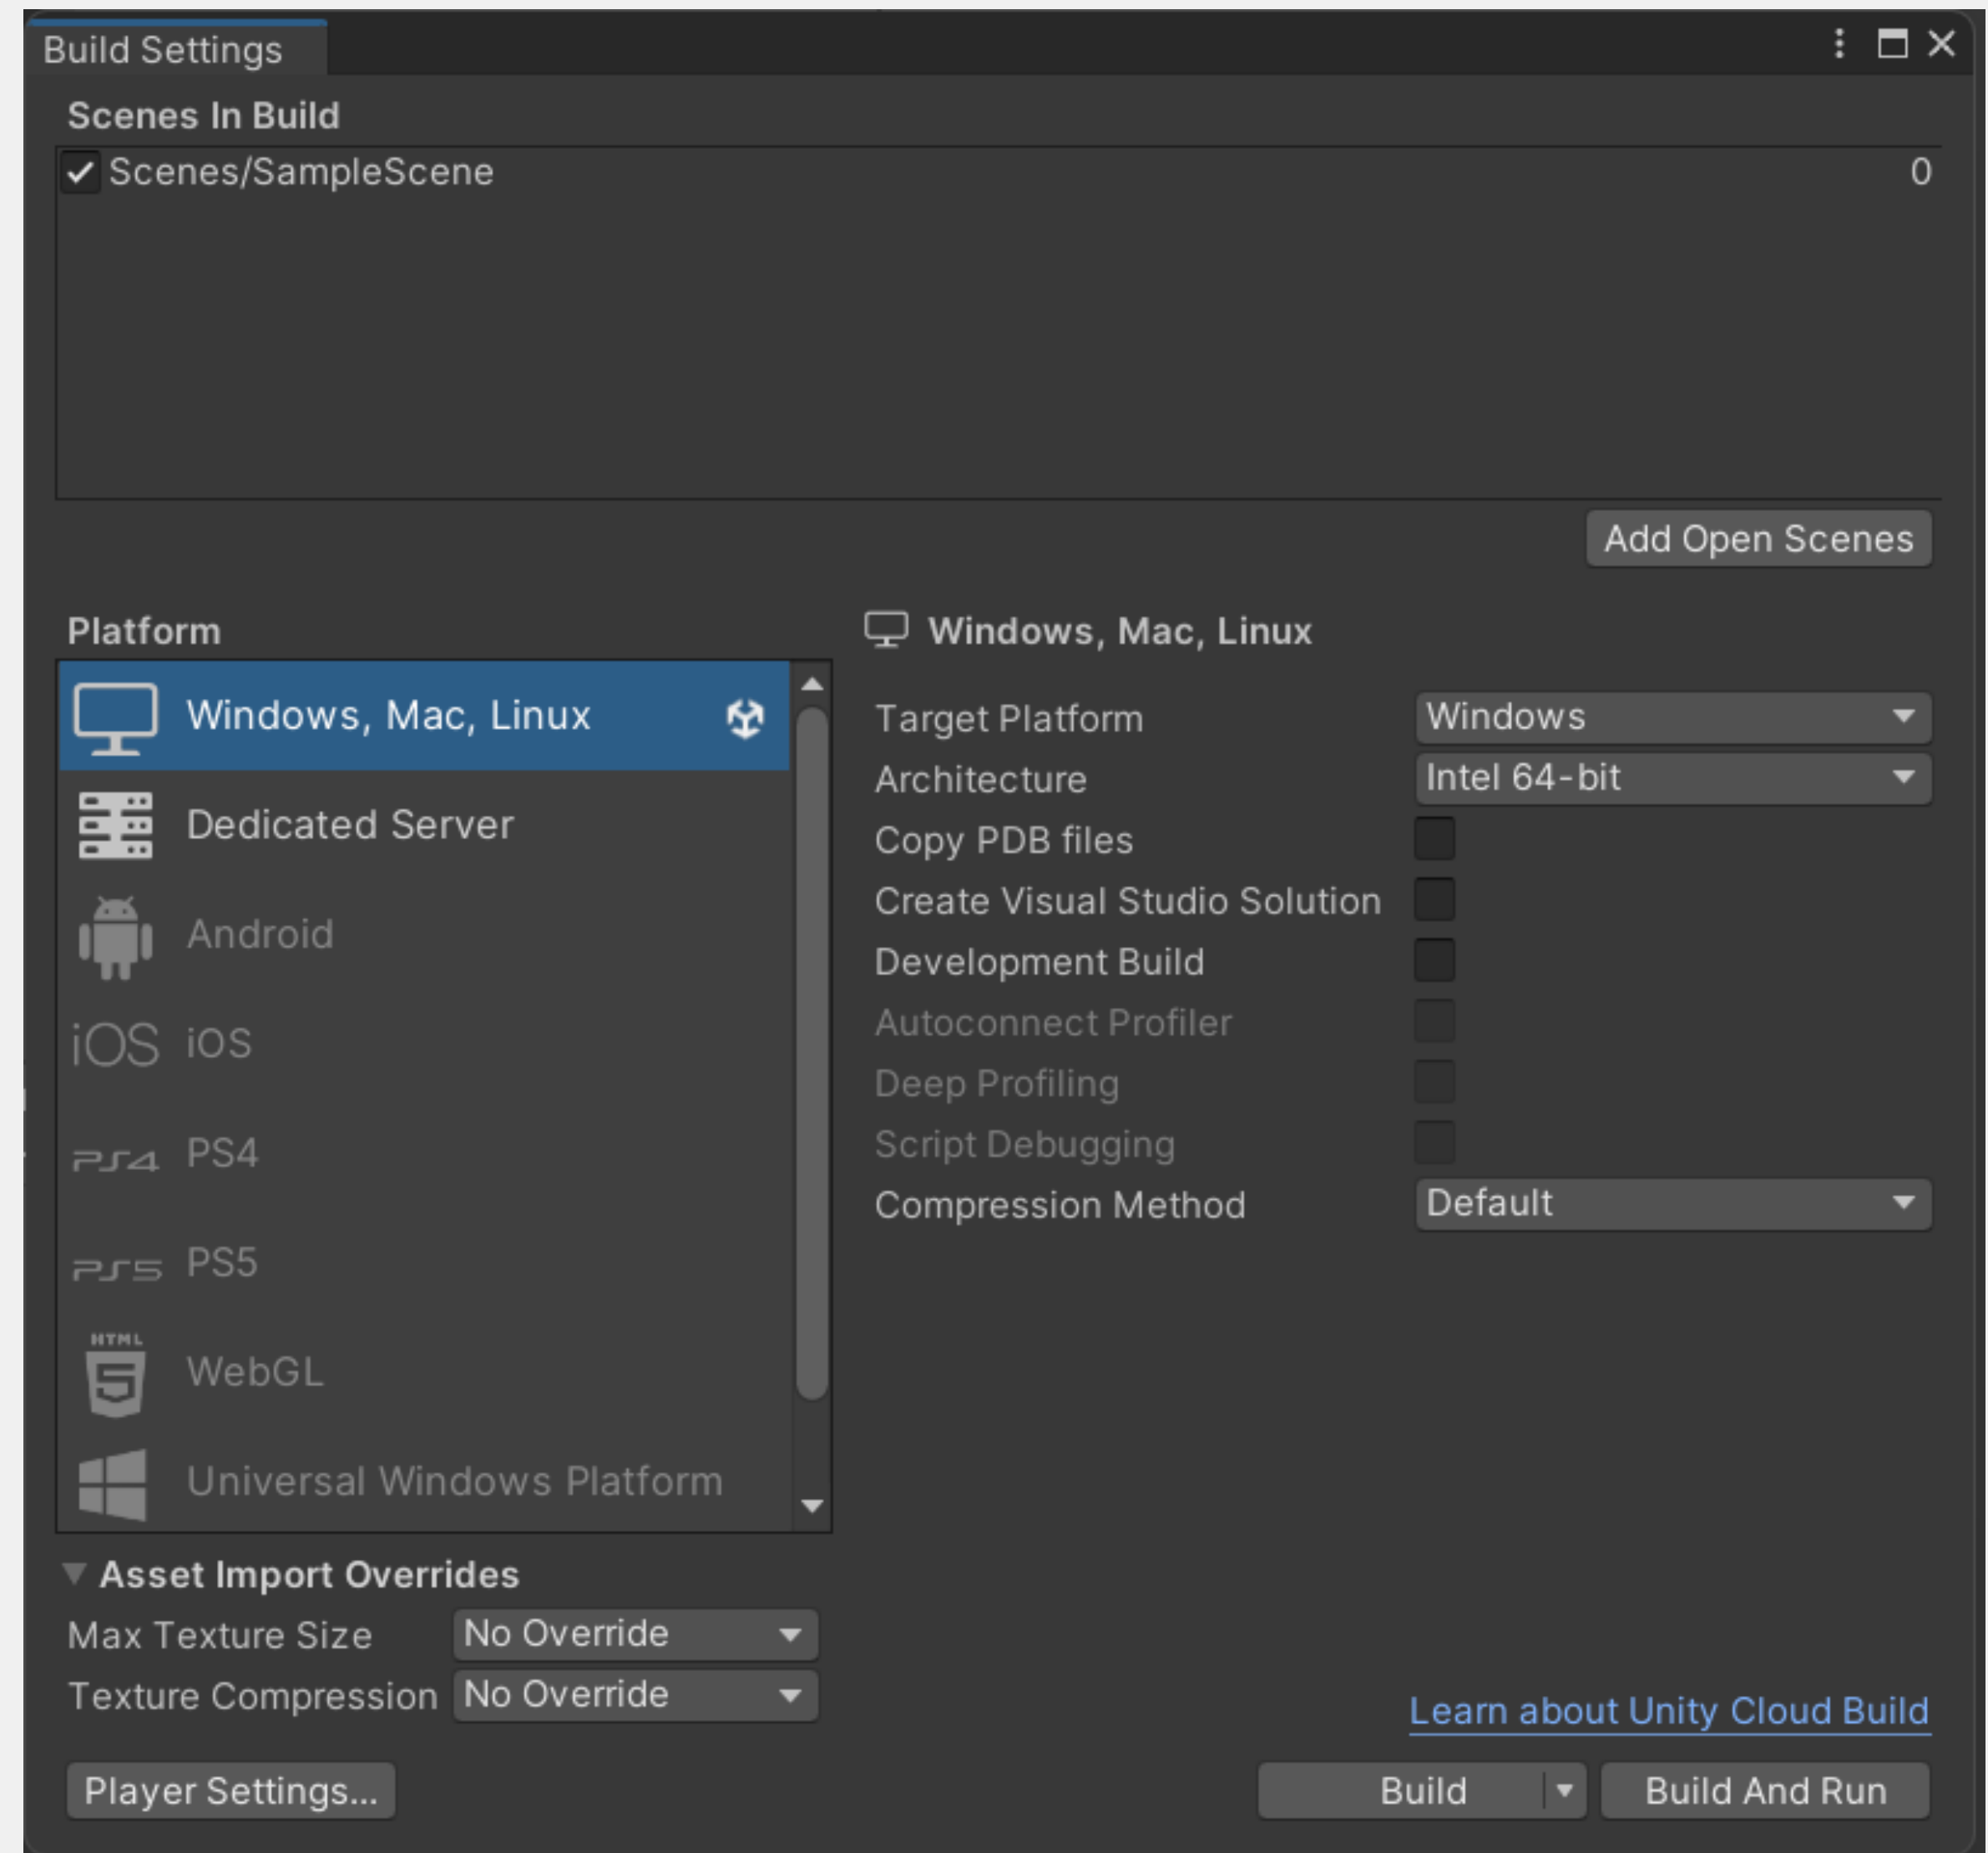 Build Settings
Scenes In Build
Scenes/SampleScene 0
Add Open Scenes
Platform
Windows, Mac, Linux
Dedicated Server
Android
iOS iOS
PS4 PS4
PS5 PS5
HTML
5 WebGL
Universal Windows Platform
Windows, Mac, Linux
Target Platform Windows
Architecture Intel 64-bit
Copy PDB files
Create Visual Studio Solution
Development Build
Autoconnect Profiler
Deep Profiling
Script Debugging
Compression Method Default
Asset Import Overrides
Max Texture Size No Override
Texture Compression No Override
Learn about Unity Cloud Build
Player Settings... Build Build And Run